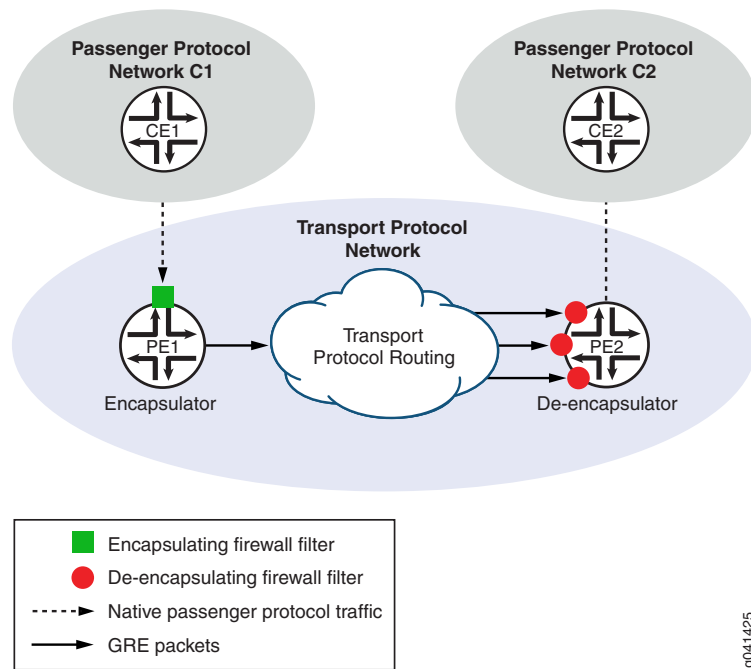 Passenger Protocol
Network C1
Passenger Protocol
Network C2
CE1
CE2
Transport Protocol
Network
PE1
Transport
Protocol Routing
PE2
Encapsulator
De-encapsulator
Encapsulating firewall filter
De-encapsulating firewall filter
Native passenger protocol traffic
GRE packets
g041425